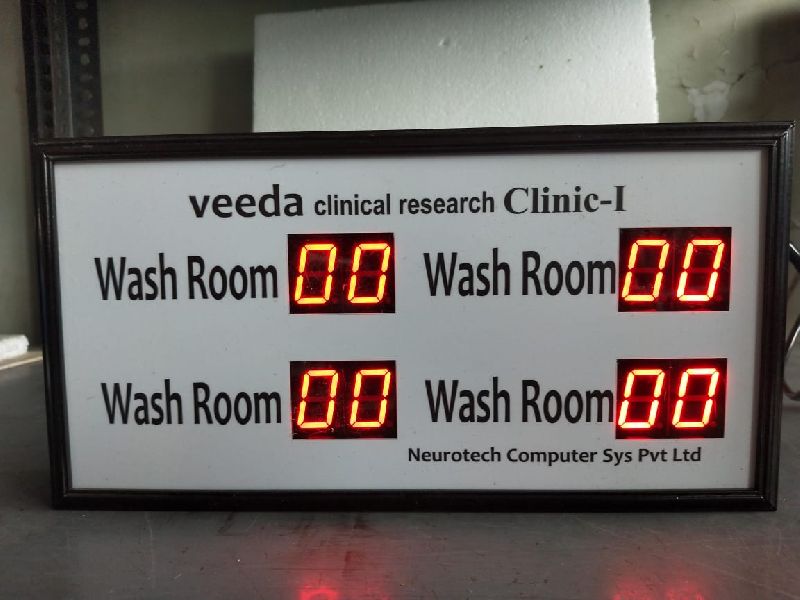 veeda clinical research Clinic-I
Wash Room 00 Wash Room 00
Wash Room 00 Wash Room 00
Neurotech Computer Sys Pvt Ltd